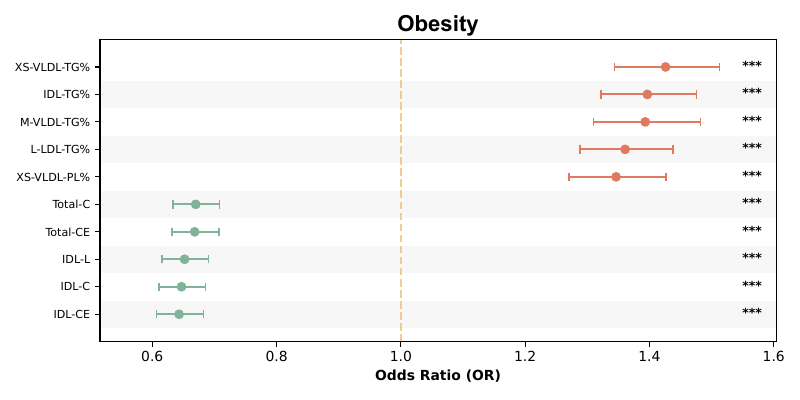 Obesity
XS-VLDL-TG% ***
IDL-TG% ***
M-VLDL-TG% ***
L-LDL-TG% ***
XS-VLDL-PL% ***
Total-C ***
Total-CE ***
IDL-L ***
IDL-C ***
IDL-CE ***
0.6 0.8 1.0 1.2 1.4 1.6
Odds Ratio (OR)